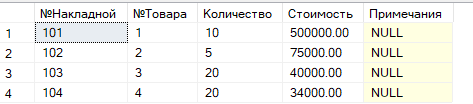 №Накладной №Товара Количество Стоимость Примечания
1 101 1 10 500000.00 NULL
2 102 2 5 75000.00 NULL
3 103 3 20 40000.00 NULL
4 104 4 20 34000.00 NULL